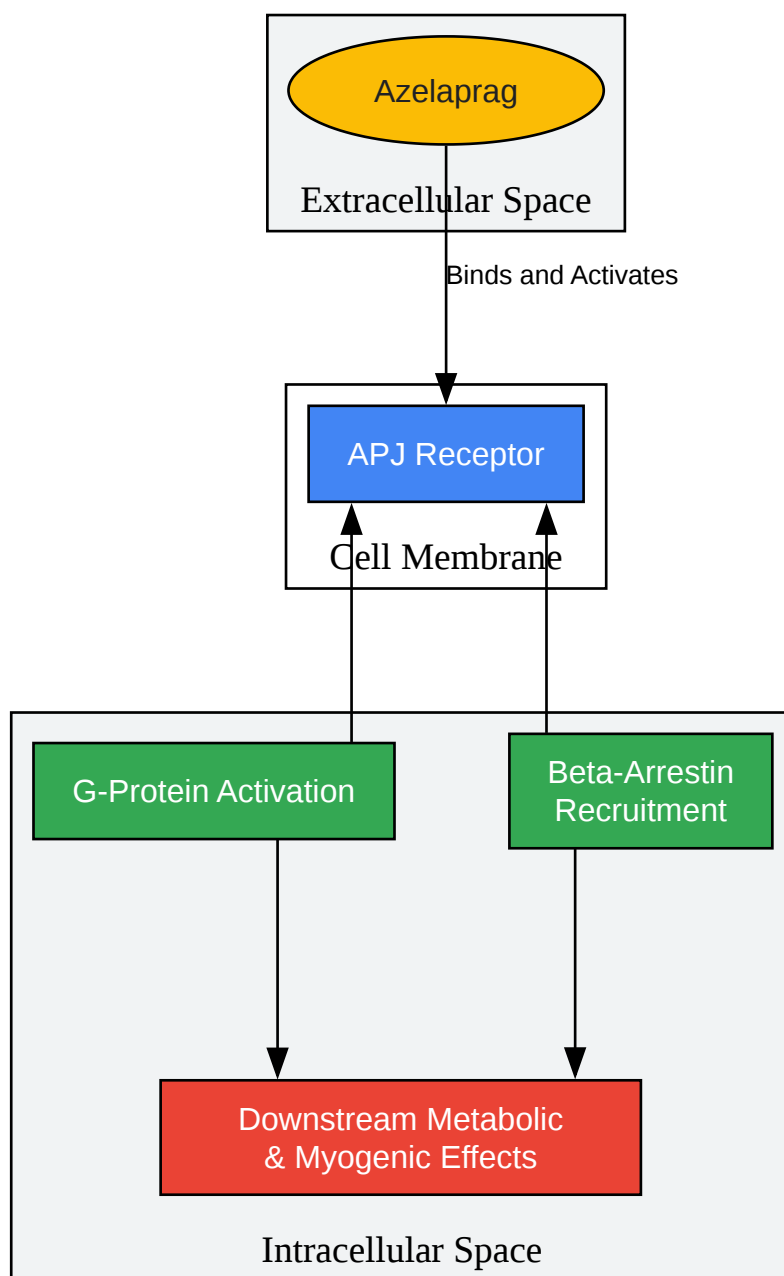 Azelaprag
Extracellular Space
Binds and Activates
APJ Receptor
Cell Membrane
G-Protein Activation
Beta-Arrestin
Recruitment
Downstream Metabolic
& Myogenic Effects
Intracellular Space